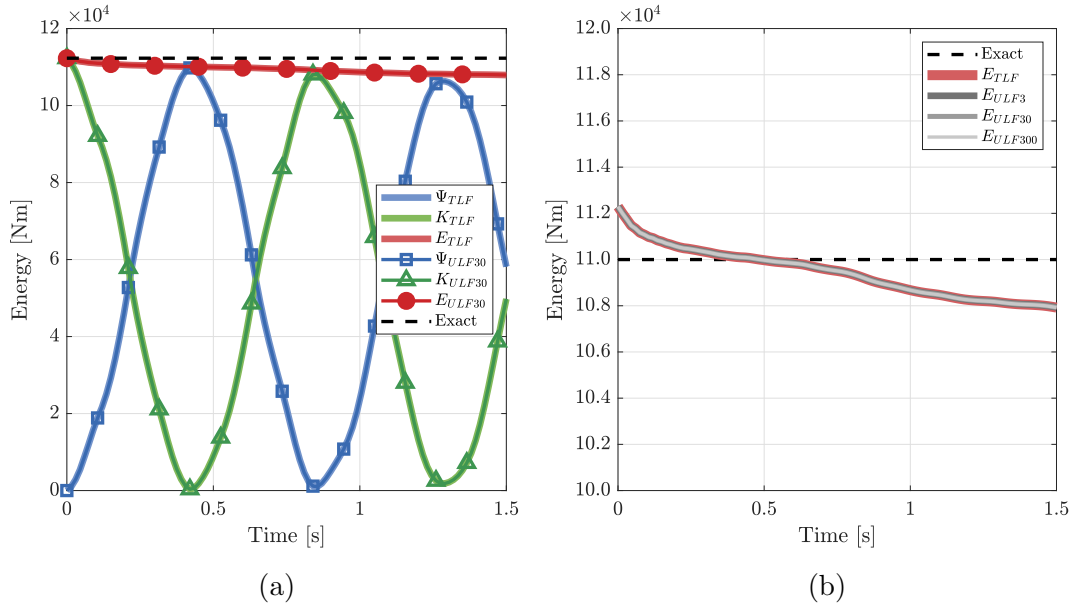 ×10⁴
12
10
8
6
4
2
0
0
0.5
1
1.5
Energy [Nm]
Time [s]
Ψ_TLF
K_TLF
E_TLF
Ψ_ULF30
K_ULF30
E_ULF30
Exact
(a)
×10⁴
12.0
11.8
11.6
11.4
11.2
11.0
10.8
10.6
10.4
10.2
10.0
0
0.5
1
1.5
Energy [Nm]
Time [s]
Exact
E_TLF
E_ULF3
E_ULF30
E_ULF300
(b)